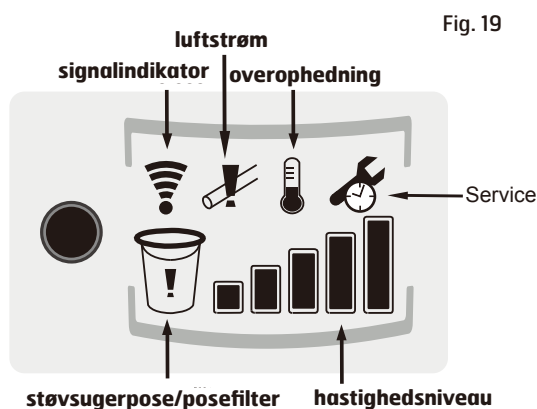 Fig. 19
luftstrøm
signalindikator overophedning
Service
støvsugerpose/posefilter hastighedsniveau